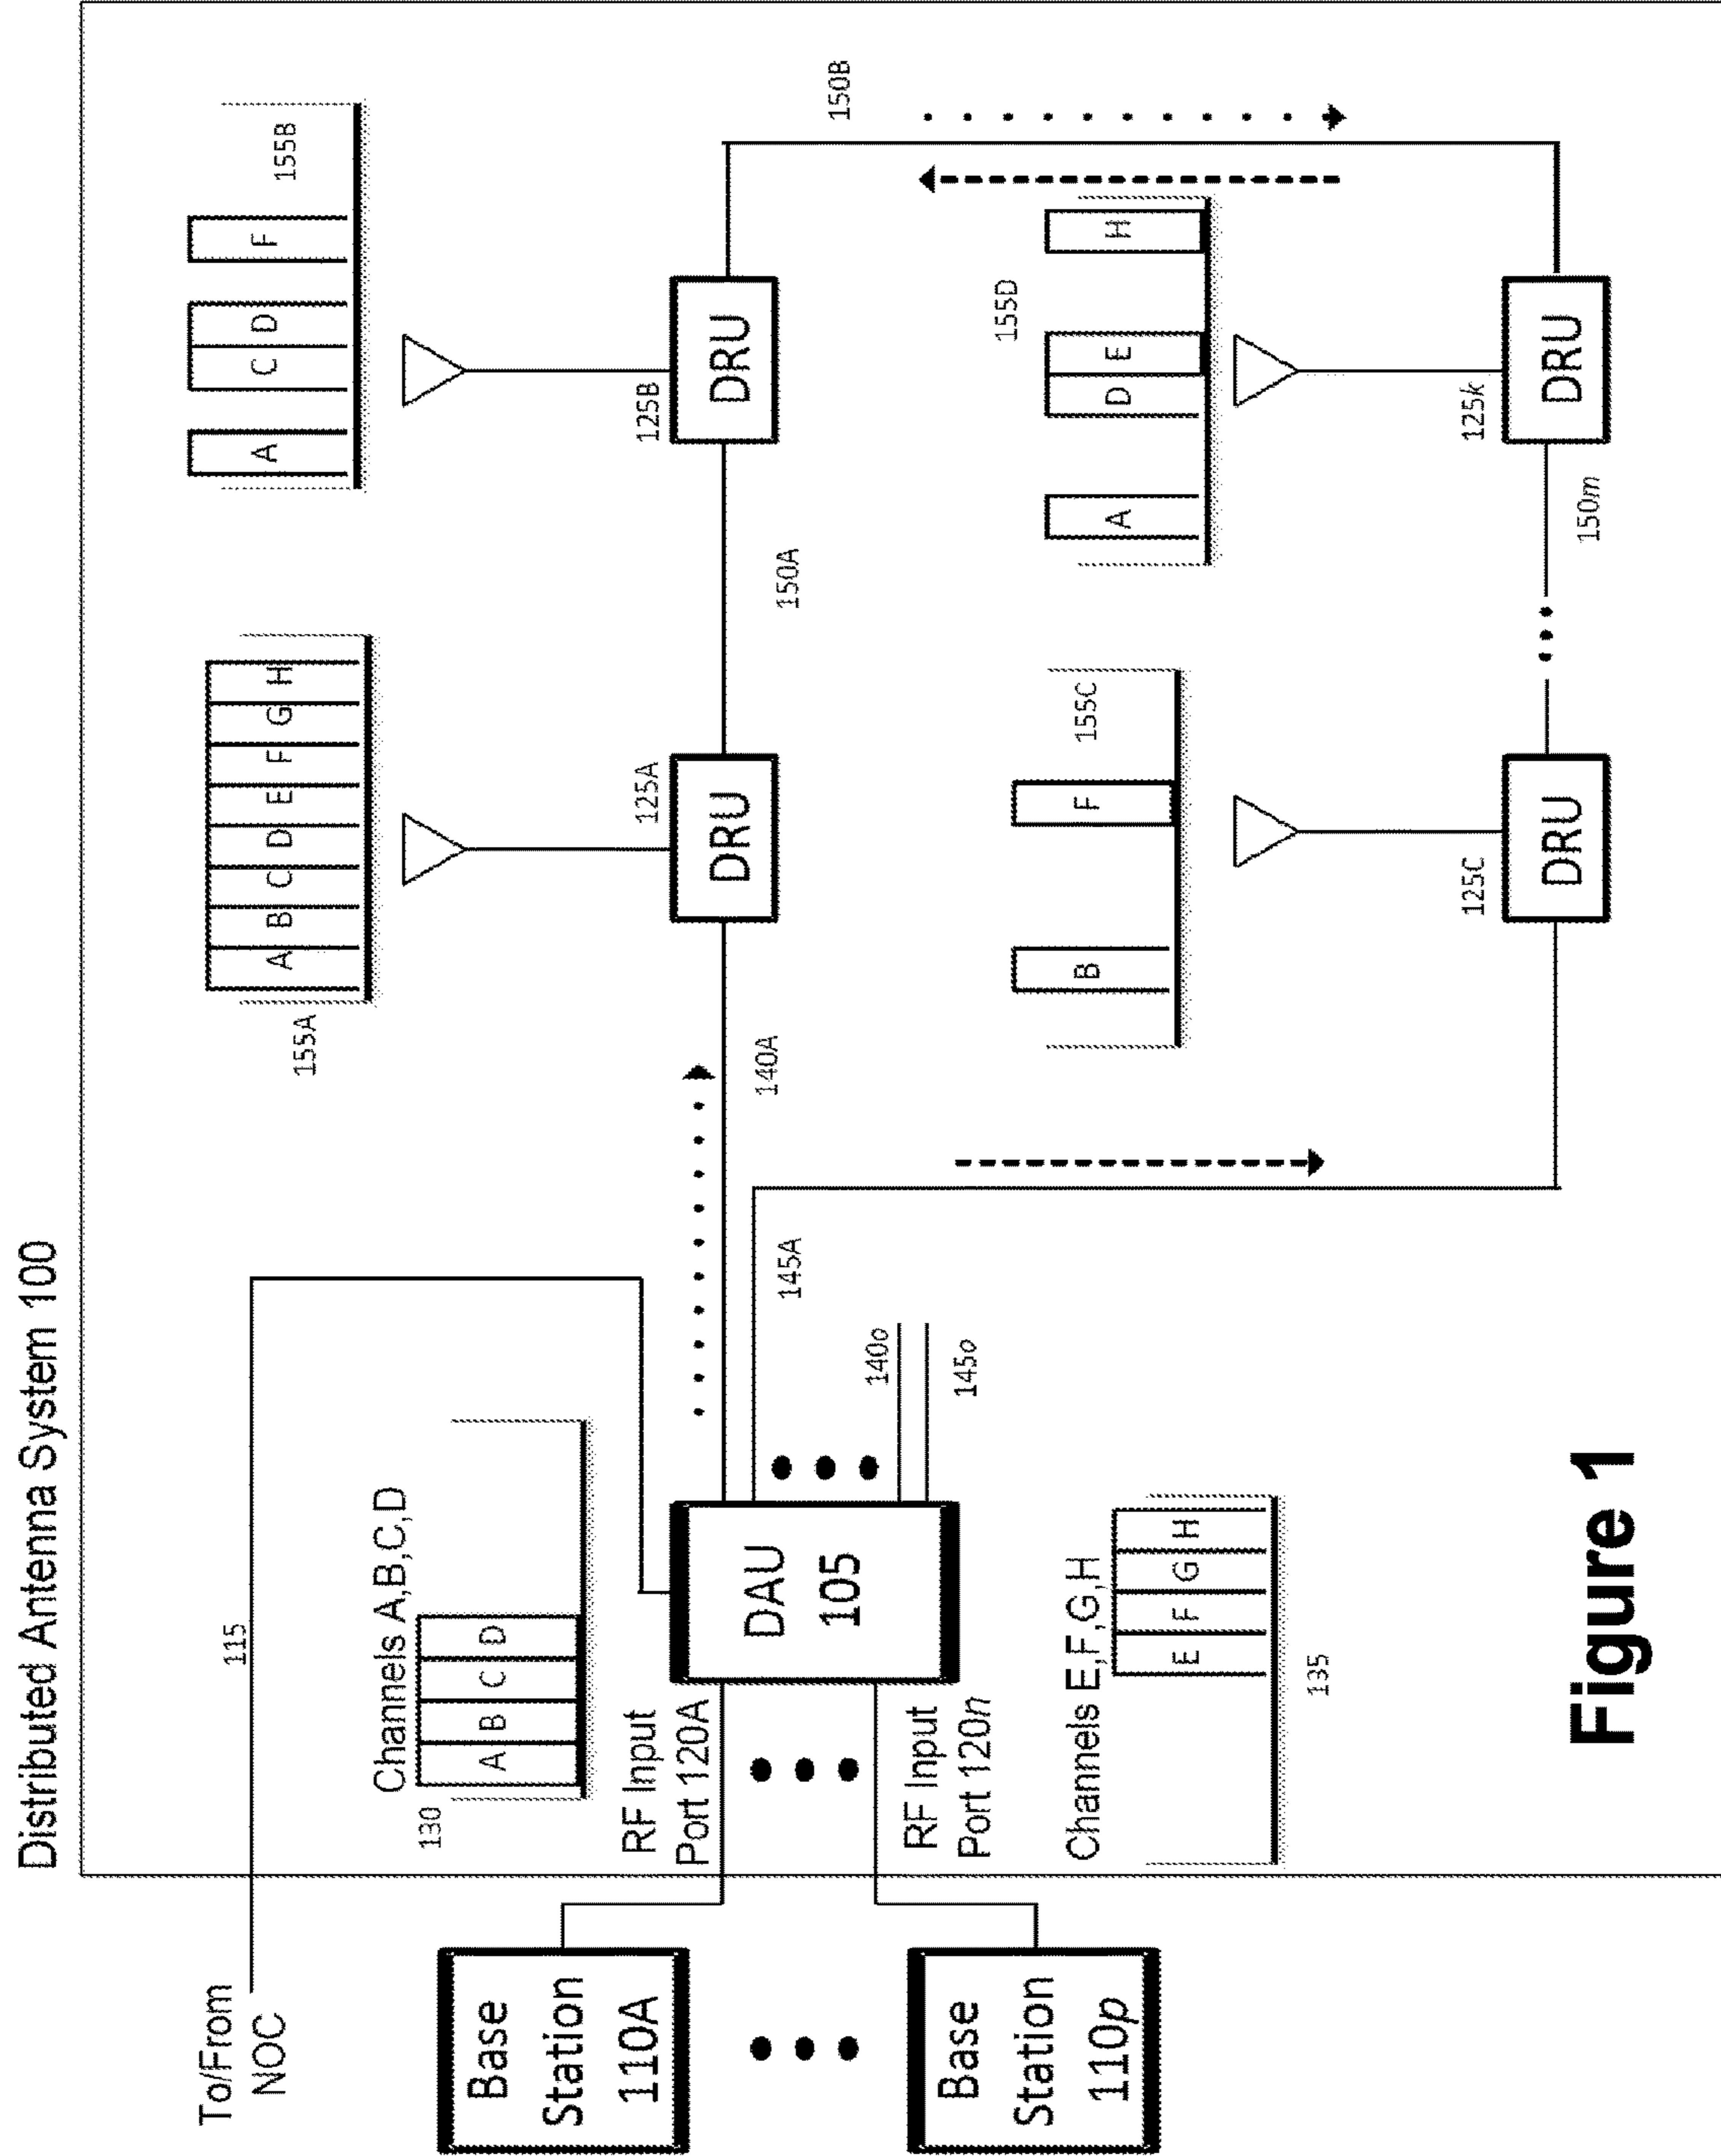 Distributed Antenna System 100
To/From
NOC
115
155A
A B C D E F G H
A C D F
155B
Channels A,B,C,D
130
A B C D
RF Input
Port 120A
Base
Station
110A
DAU
105
140A
125A
DRU
150A
125B
DRU
150B
145A
140o
145o
Base
Station
110p
RF Input
Port 120n
Channels E,F,G,H
E F G H
135
B F
155C
A D E H
155D
125C
DRU
150m
125k
DRU
Figure 1